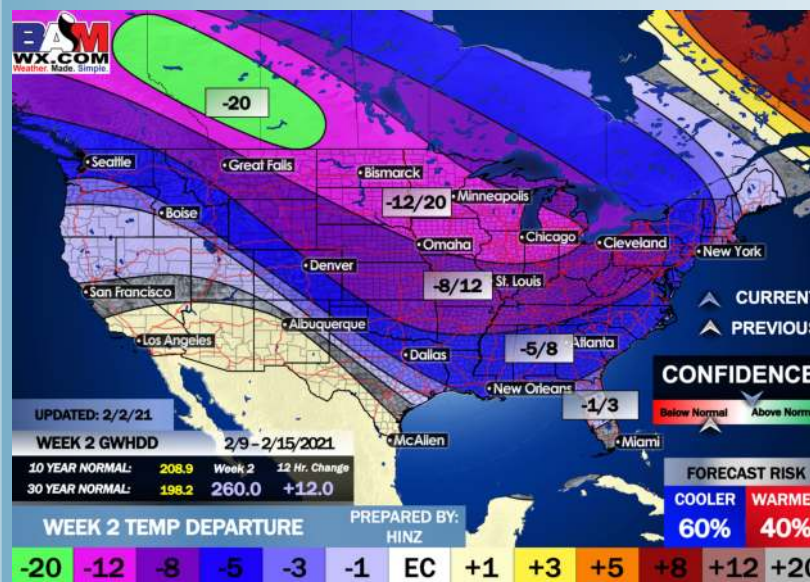 BAM
WX.COM
Weather. Made. Simple.
-20
Seattle
Great Falls
Bismarck
Minneapolis
-12/20
Boise
Omaha
Chicago
Cleveland
New York
Denver
-8/12
St. Louis
San Francisco
CURRENT
PREVIOUS
Los Angeles
Albuquerque
Dallas
-5/8
Atlanta
New Orleans
-1/3
McAllen
Miami
CONFIDENCE
Below Normal
Above Norm
UPDATED: 2/2/21
WEEK 2 GWHDD 2/9 – 2/15/2021
10 YEAR NORMAL: 208.9 Week 2 12 Hr. Change
30 YEAR NORMAL: 198.2 260.0 +12.0
WEEK 2 TEMP DEPARTURE
PREPARED BY:
HINZ
FORECAST RISK
COOLER WARME
60% 40%
-20 -12 -8 -5 -3 -1 EC +1 +3 +5 +8 +12 +20